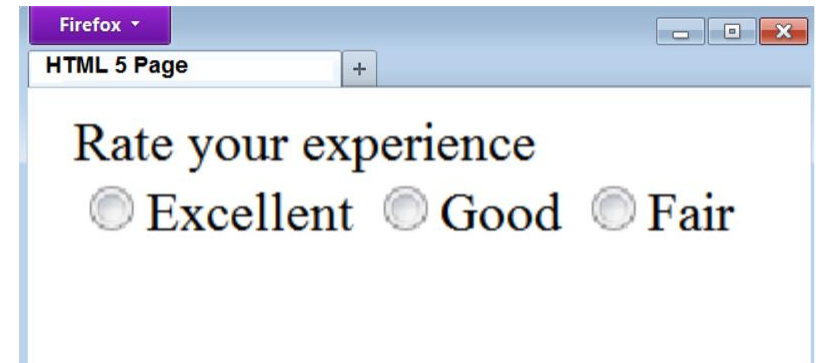 Firefox
HTML 5 Page
Rate your experience
Excellent Good Fair